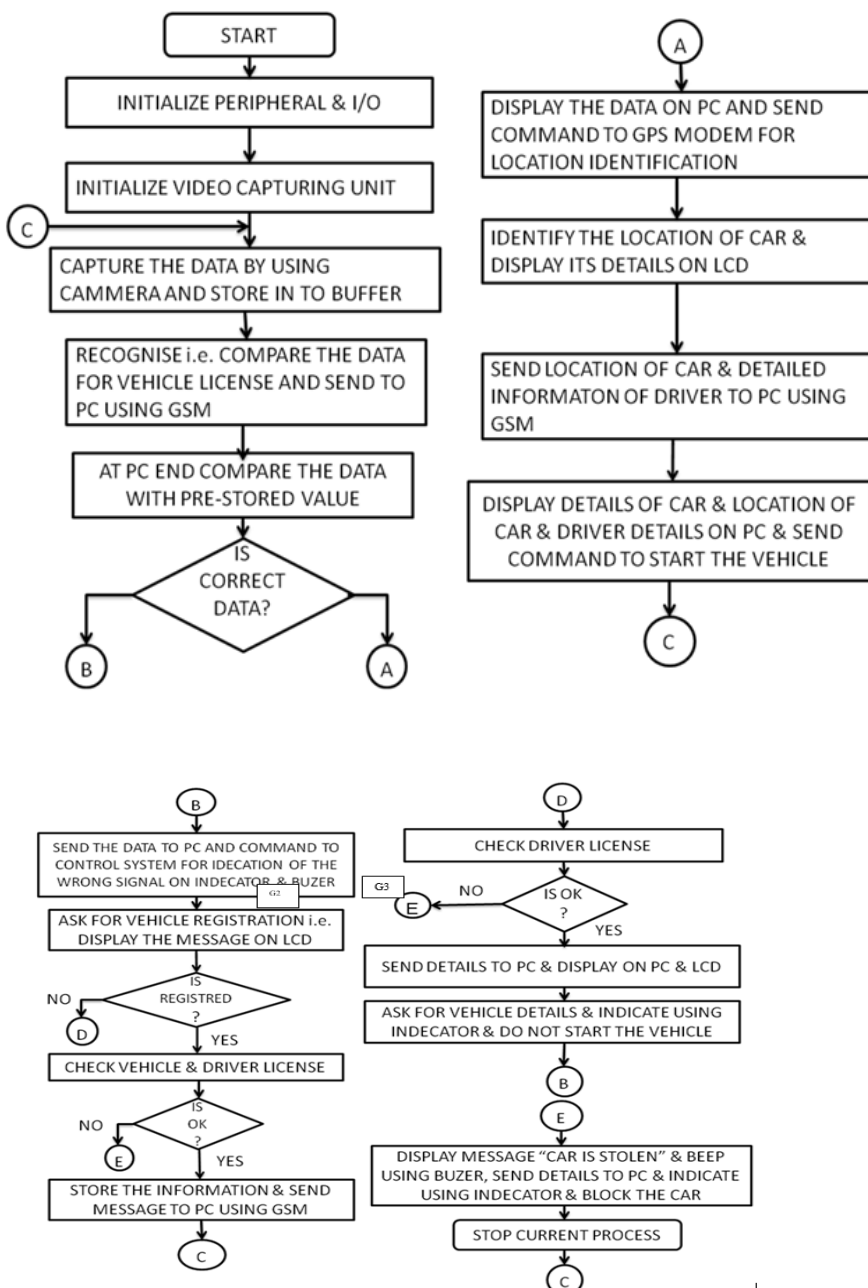 START
INITIALIZE PERIPHERAL & I/O
INITIALIZE VIDEO CAPTURING UNIT
C
CAPTURE THE DATA BY USING
CAMMERA AND STORE IN TO BUFFER
RECOGNISE i.e. COMPARE THE DATA
FOR VEHICLE LICENSE AND SEND TO
PC USING GSM
AT PC END COMPARE THE DATA
WITH PRE-STORED VALUE
IS
CORRECT
DATA?
B
A
A
DISPLAY THE DATA ON PC AND SEND
COMMAND TO GPS MODEM FOR
LOCATION IDENTIFICATION
IDENTIFY THE LOCATION OF CAR &
DISPLAY ITS DETAILS ON LCD
SEND LOCATION OF CAR & DETAILED
INFORMATON OF DRIVER TO PC USING
GSM
DISPLAY DETAILS OF CAR & LOCATION OF
CAR & DRIVER DETAILS ON PC & SEND
COMMAND TO START THE VEHICLE
C
B
SEND THE DATA TO PC AND COMMAND TO
CONTROL SYSTEM FOR IDECATION OF THE
WRONG SIGNAL ON INDECATOR & BUZER
G2
ASK FOR VEHICLE REGISTRATION i.e.
DISPLAY THE MESSAGE ON LCD
IS
REGISTRED
?
NO
D
YES
CHECK VEHICLE & DRIVER LICENSE
IS
OK
?
NO
E
YES
STORE THE INFORMATION & SEND
MESSAGE TO PC USING GSM
C
D
CHECK DRIVER LICENSE
G3
IS OK
?
NO
E
YES
SEND DETAILS TO PC & DISPLAY ON PC & LCD
ASK FOR VEHICLE DETAILS & INDICATE USING
INDECATOR & DO NOT START THE VEHICLE
B
E
DISPLAY MESSAGE “CAR IS STOLEN” & BEEP
USING BUZER, SEND DETAILS TO PC & INDICATE
USING INDECATOR & BLOCK THE CAR
STOP CURRENT PROCESS
C